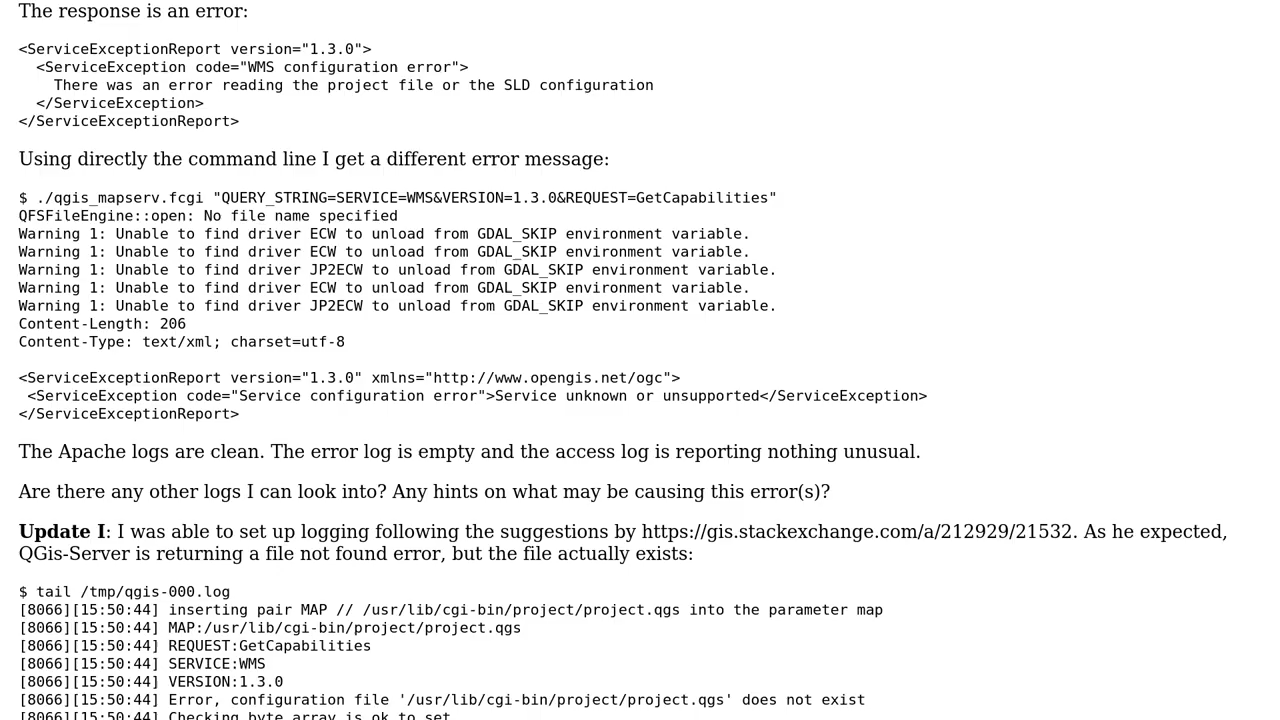 The response is an error:
<ServiceExceptionReport version="1.3.0">
  <ServiceException code="WMS configuration error">
    There was an error reading the project file or the SLD configuration
  </ServiceException>
</ServiceExceptionReport>
Using directly the command line I get a different error message:
$ ./qgis_mapserv.fcgi "QUERY_STRING=SERVICE=WMS&VERSION=1.3.0&REQUEST=GetCapabilities"
QFSFileEngine::open: No file name specified
Warning 1: Unable to find driver ECW to unload from GDAL_SKIP environment variable.
Warning 1: Unable to find driver ECW to unload from GDAL_SKIP environment variable.
Warning 1: Unable to find driver JP2ECW to unload from GDAL_SKIP environment variable.
Warning 1: Unable to find driver ECW to unload from GDAL_SKIP environment variable.
Warning 1: Unable to find driver JP2ECW to unload from GDAL_SKIP environment variable.
Content-Length: 206
Content-Type: text/xml; charset=utf-8
<ServiceExceptionReport version="1.3.0" xmlns="http://www.opengis.net/ogc">
 <ServiceException code="Service configuration error">Service unknown or unsupported</ServiceException>
</ServiceExceptionReport>
The Apache logs are clean. The error log is empty and the access log is reporting nothing unusual.
Are there any other logs I can look into? Any hints on what may be causing this error(s)?
Update I: I was able to set up logging following the suggestions by https://gis.stackexchange.com/a/212929/21532. As he expected,
QGis-Server is returning a file not found error, but the file actually exists:
$ tail /tmp/qgis-000.log
[8066][15:50:44] inserting pair MAP // /usr/lib/cgi-bin/project/project.qgs into the parameter map
[8066][15:50:44] MAP:/usr/lib/cgi-bin/project/project.qgs
[8066][15:50:44] REQUEST:GetCapabilities
[8066][15:50:44] SERVICE:WMS
[8066][15:50:44] VERSION:1.3.0
[8066][15:50:44] Error, configuration file '/usr/lib/cgi-bin/project/project.qgs' does not exist
[8066][15:50:44] Checking byte array is ok to set